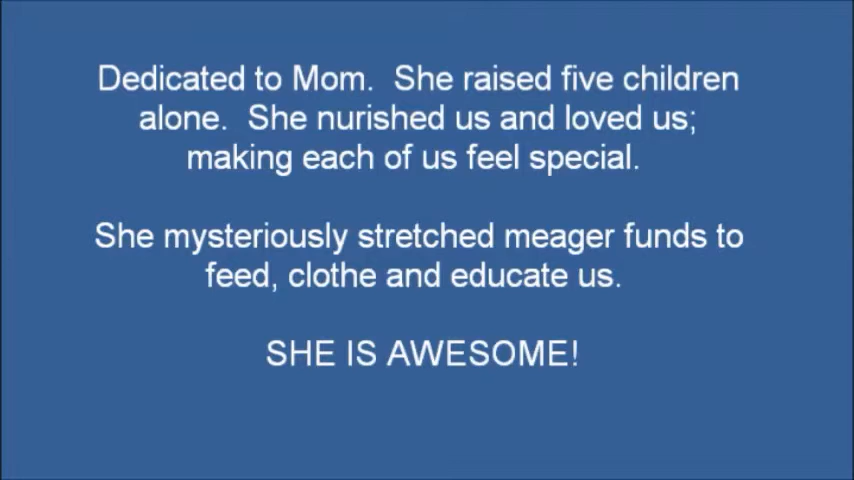 Dedicated to Mom.  She raised five children
alone.  She nurished us and loved us;
making each of us feel special.
She mysteriously stretched meager funds to
feed, clothe and educate us.
SHE IS AWESOME!